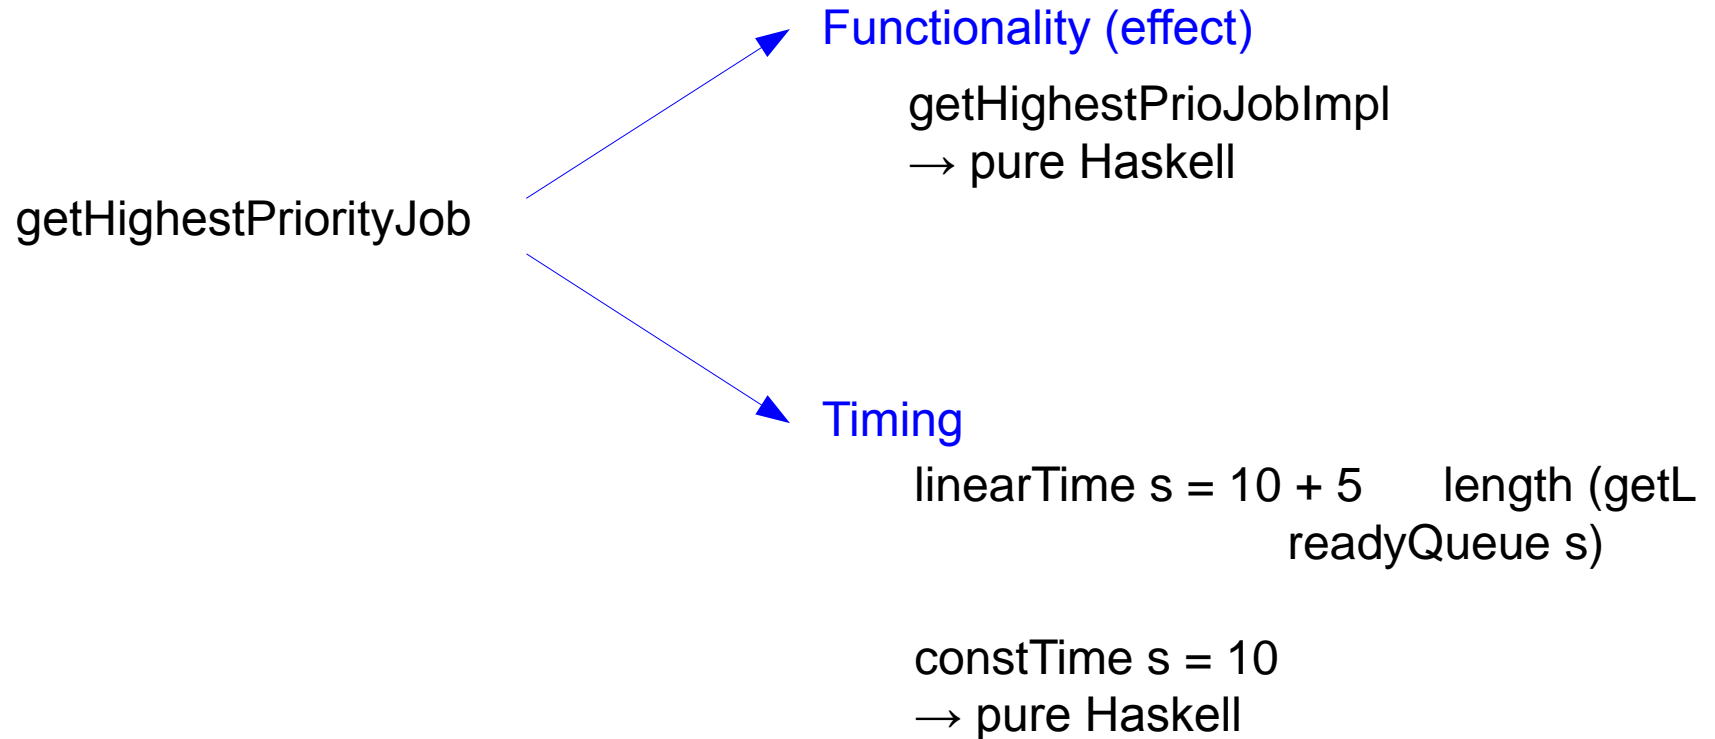 Functionality (effect)
getHighestPrioJobImpl
→ pure Haskell
getHighestPriorityJob
Timing
linearTime s = 10 + 5 length (getL
readyQueue s)
constTime s = 10
→ pure Haskell